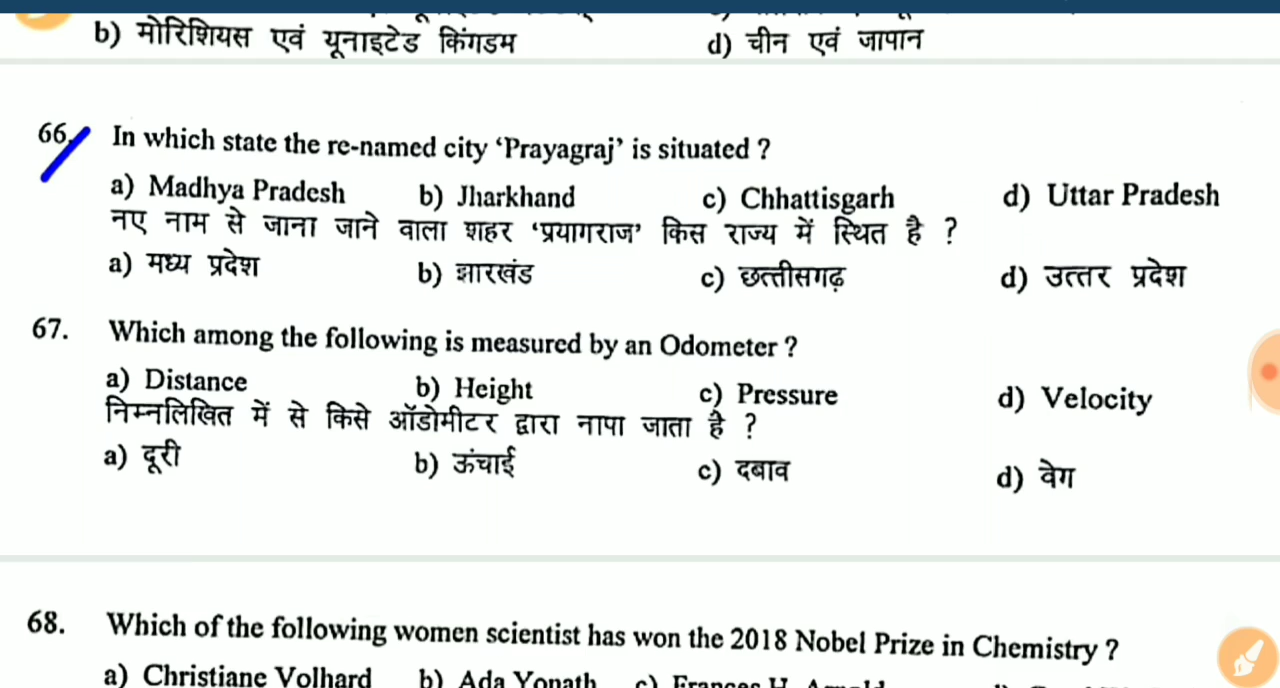 b) मोरिशियस एवं यूनाइटेड किंगडम d) चीन एवं जापान
66. In which state the re-named city ‘Prayagraj’ is situated ?
a) Madhya Pradesh b) Jharkhand c) Chhattisgarh d) Uttar Pradesh
नए नाम से जाना जाने वाला शहर ‘प्रयागराज’ किस राज्य में स्थित है ?
a) मध्य प्रदेश b) झारखंड c) छत्तीसगढ़ d) उत्तर प्रदेश
67. Which among the following is measured by an Odometer ?
a) Distance b) Height c) Pressure d) Velocity
निम्नलिखित में से किसे ऑडोमीटर द्वारा नापा जाता है ?
a) दूरी b) ऊंचाई c) दबाव d) वेग
68. Which of the following women scientist has won the 2018 Nobel Prize in Chemistry ?
a) Christiane Volhard b) Ada Yonath c) Frances H. Arnold